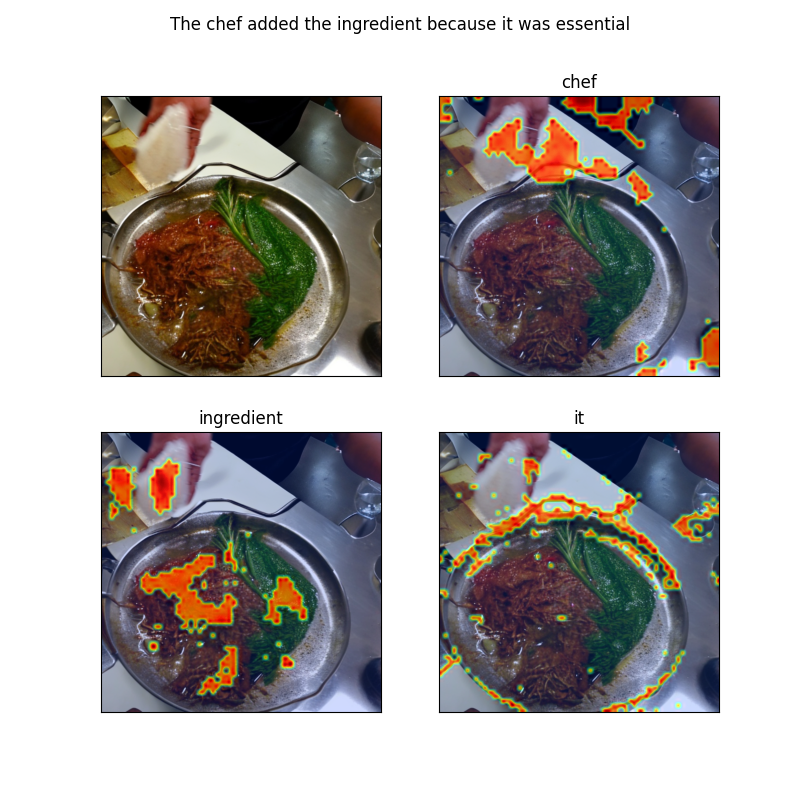 The chef added the ingredient because it was essential
chef
ingredient
it